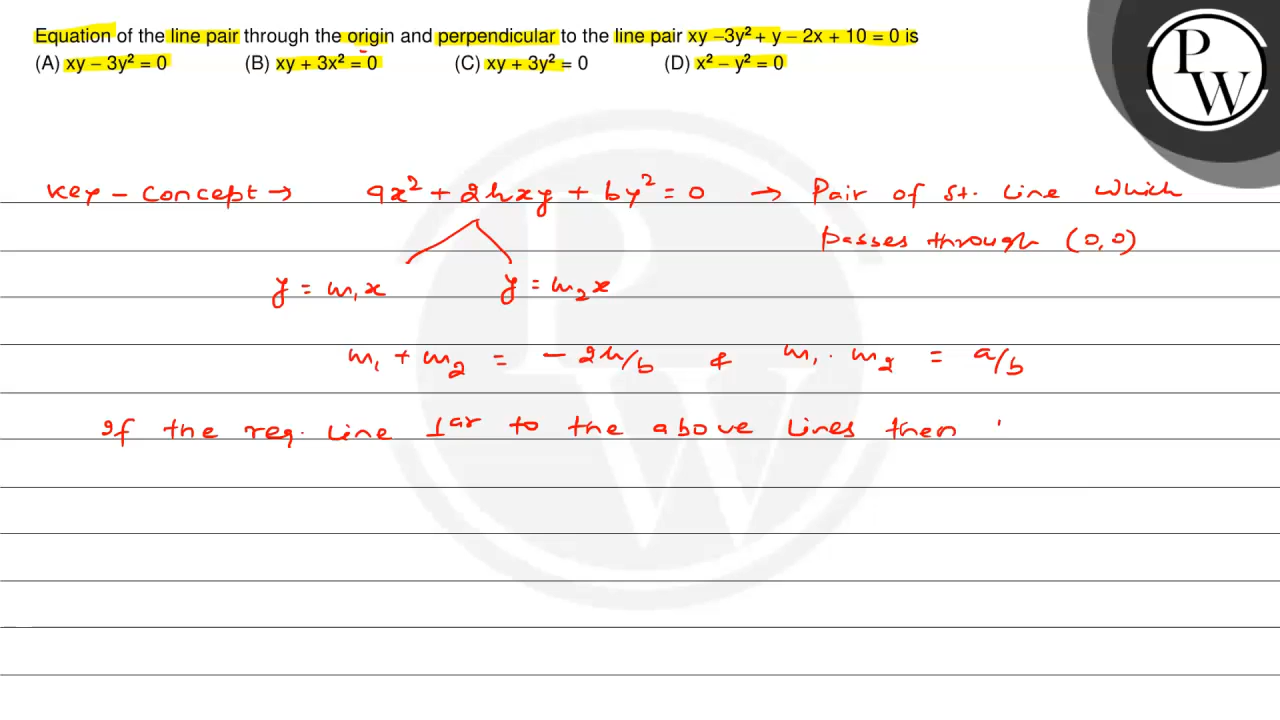 Equation of the line pair through the origin and perpendicular to the line pair xy –3y² + y – 2x + 10 = 0 is
(A) xy – 3y² = 0 (B) xy + 3x² = 0 (C) xy + 3y² = 0 (D) x² – y² = 0
P
W
Key - concept → ax² + 2hxy + by² = 0 → Pair of st. line which
passes through (0,0)
y = m₁x y = m₂x
m₁ + m₂ = - 2h/b & m₁ . m₂ = a/b
If the req. line ⊥ar to the above lines then